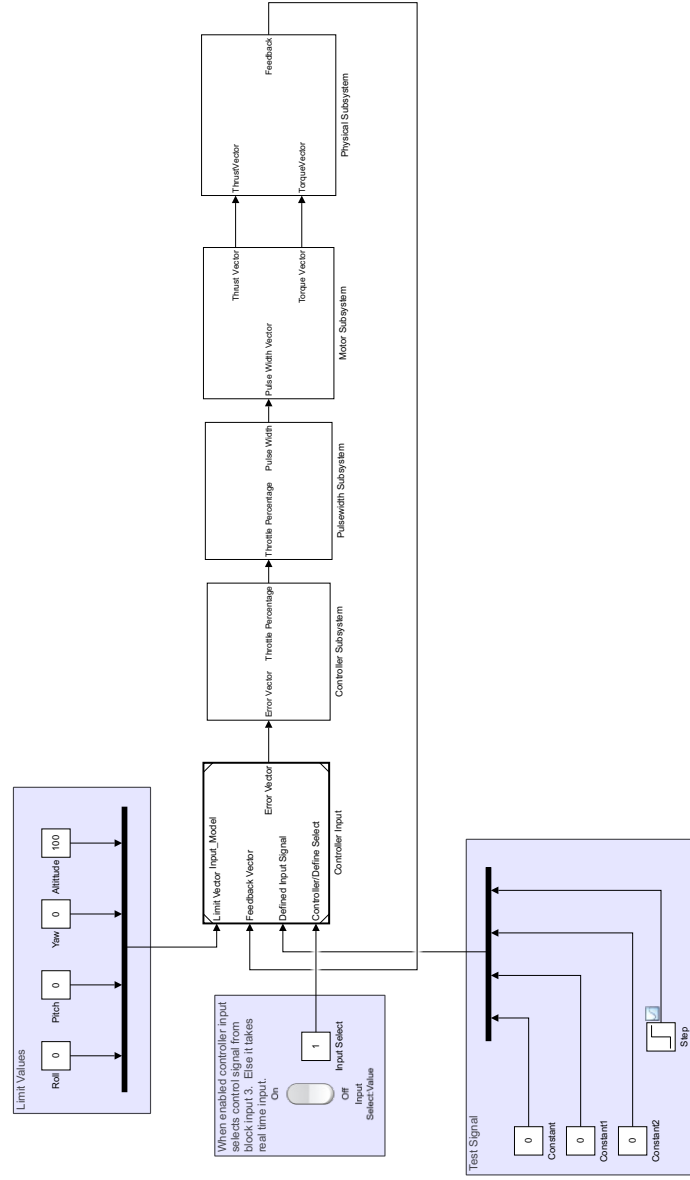 Limit Values
Roll
0
Pitch
0
Yaw
0
Altittude
100
When enabled controller input
selects control signal from
block input 3. Else it takes
real time input.
On
Off
Input
Select:Value
1
Input Select
Limit Vector
Input_Model
Feedback Vector
Defined Input Signal
Controller/Define Select
Error Vector
Controller Input
Error Vector
Throttle Percentage
Controller Subsystem
Throttle Percentage
Pulse Width
Pulsewidth Subsystem
Pulse Width Vector
Thrust Vector
Torque Vector
Motor Subsystem
ThrustVector
TorqueVector
Feedback
Physical Subsystem
Test Signal
0
Constant
0
Constant1
0
Constant2
Step